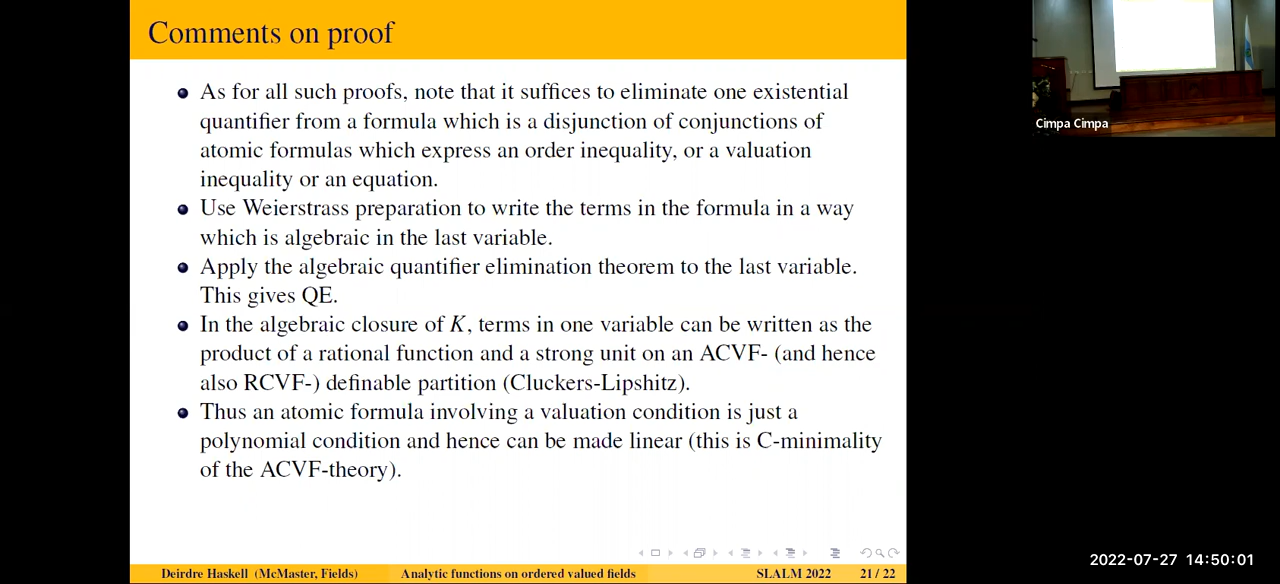 Comments on proof
As for all such proofs, note that it suffices to eliminate one existential
quantifier from a formula which is a disjunction of conjunctions of
atomic formulas which express an order inequality, or a valuation
inequality or an equation.
Use Weierstrass preparation to write the terms in the formula in a way
which is algebraic in the last variable.
Apply the algebraic quantifier elimination theorem to the last variable.
This gives QE.
In the algebraic closure of K, terms in one variable can be written as the
product of a rational function and a strong unit on an ACVF- (and hence
also RCVF-) definable partition (Cluckers-Lipshitz).
Thus an atomic formula involving a valuation condition is just a
polynomial condition and hence can be made linear (this is C-minimality
of the ACVF-theory).
Deirdre Haskell (McMaster, Fields) Analytic functions on ordered valued fields SLALM 2022 21 / 22
Cimpa Cimpa
2022-07-27 14:50:01